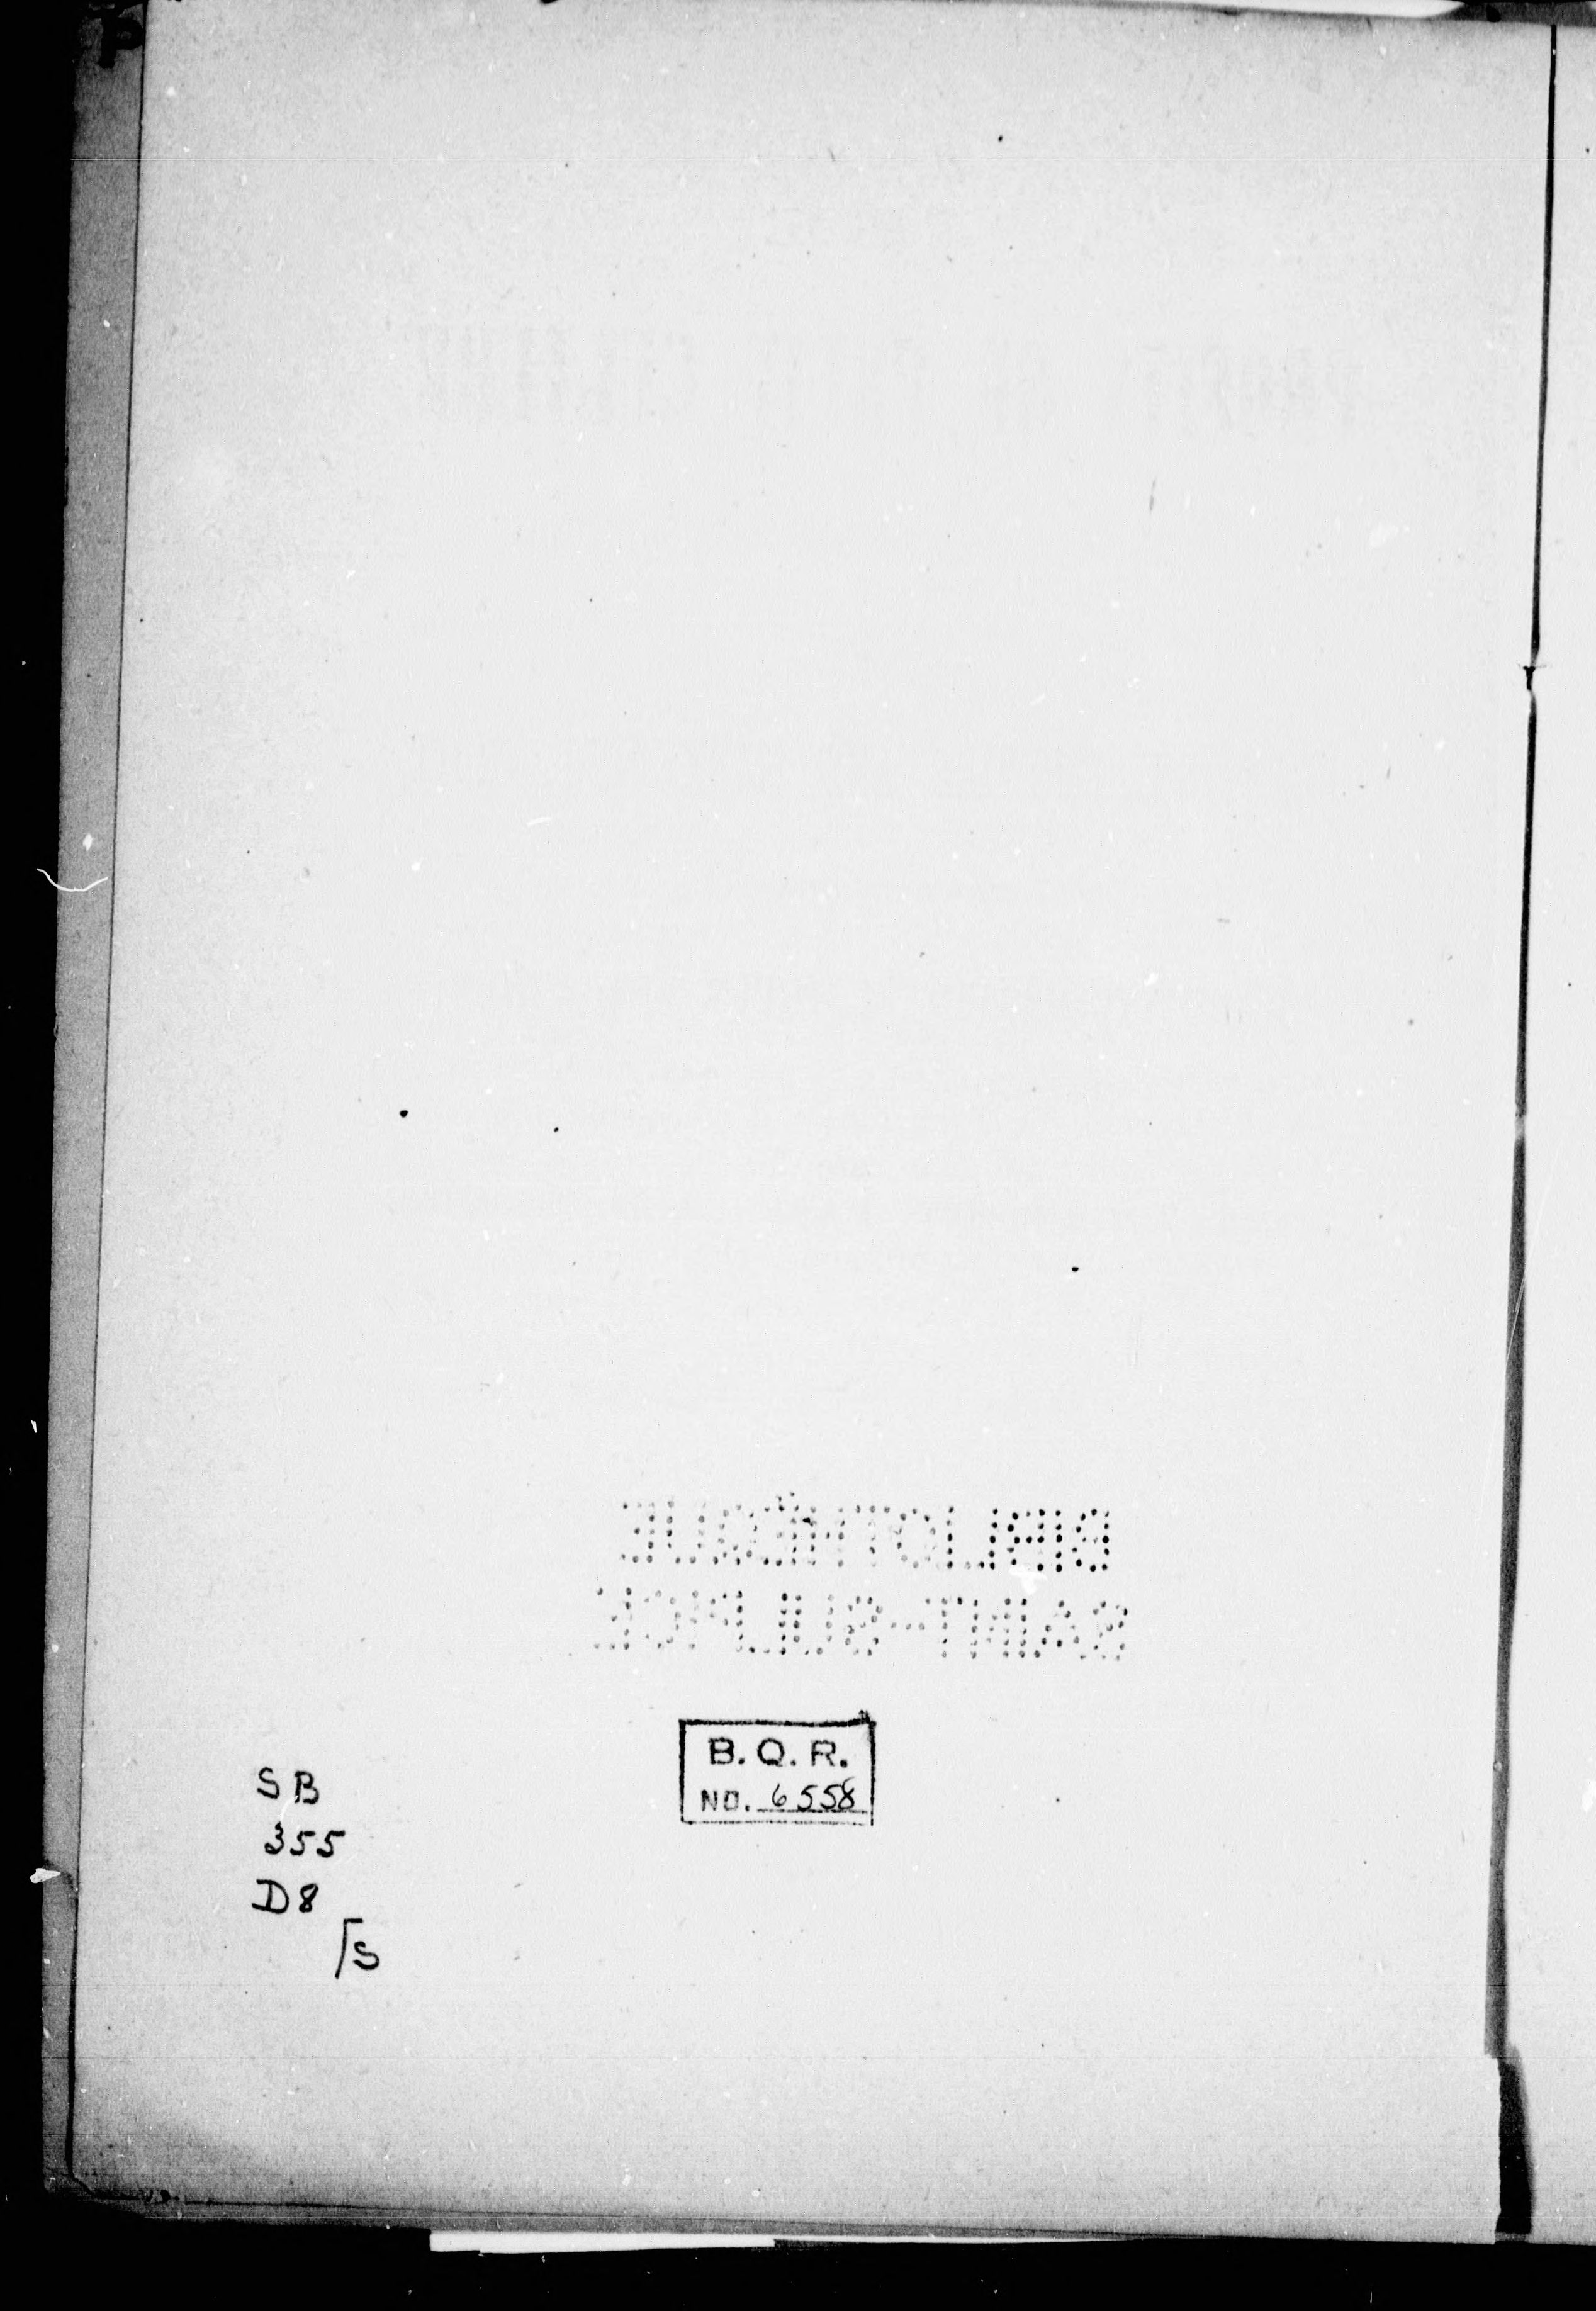 BIBLIOTHÈQUE
SAINT-SULPICE
B. Q. R.
NO. 6558
SB
355
D8
/S